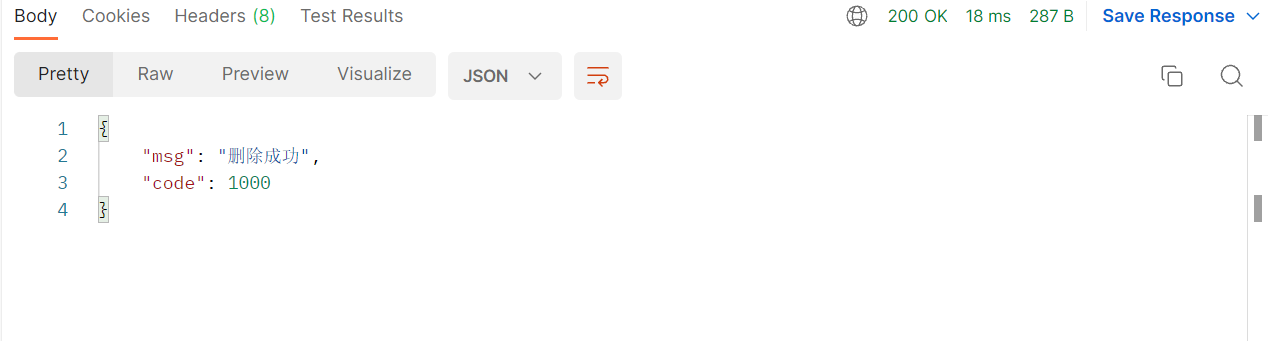 Body Cookies Headers (8) Test Results 200 OK 18 ms 287 B Save Response
Pretty Raw Preview Visualize JSON
1 {
2 "msg": "删除成功",
3 "code": 1000
4 }